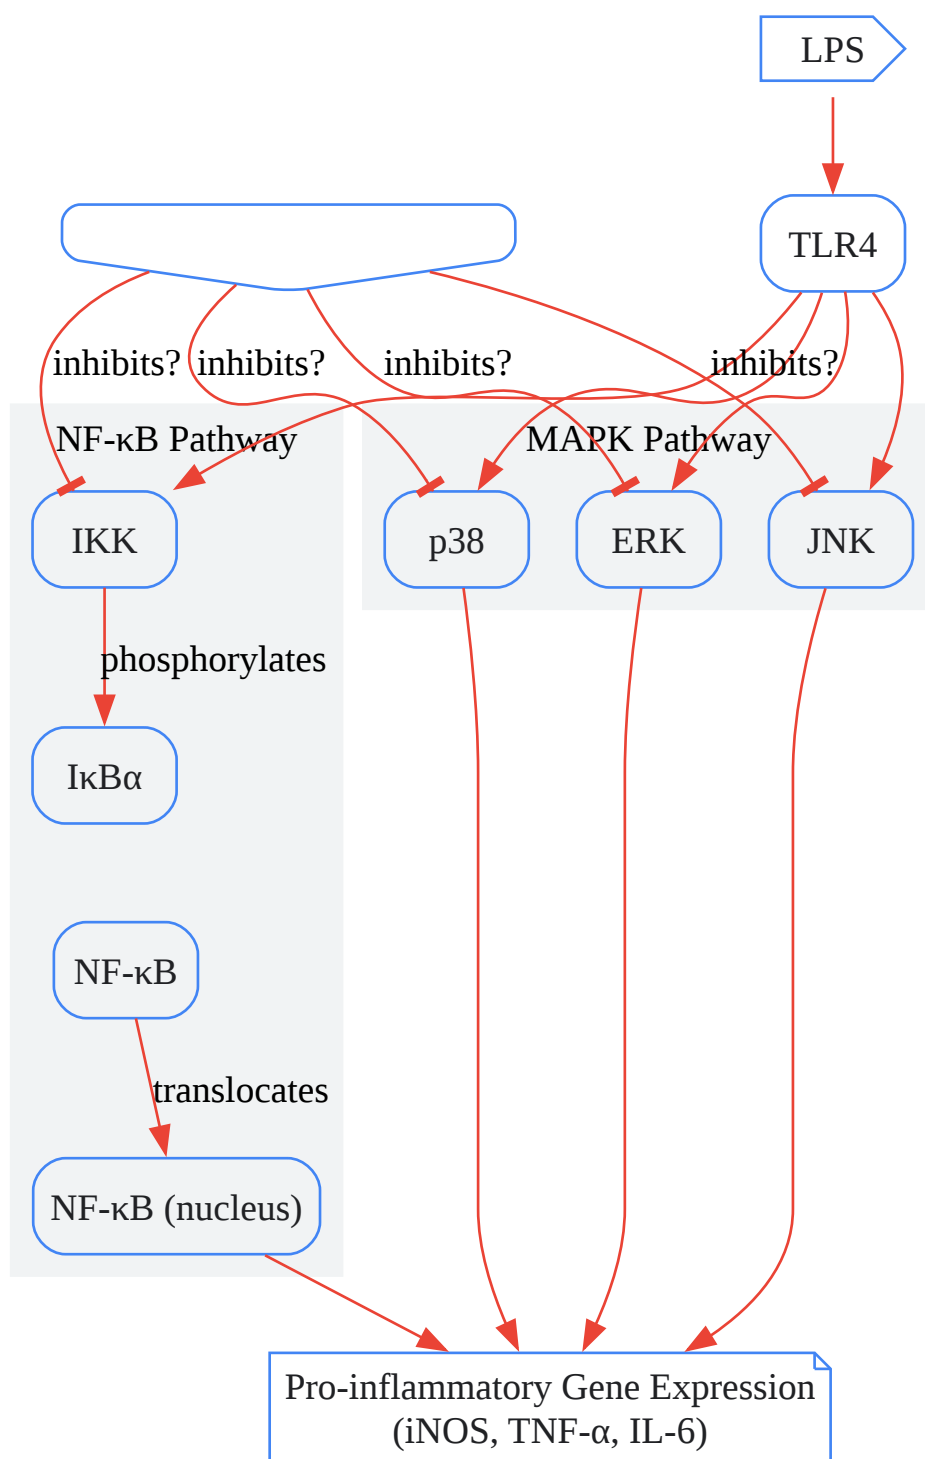 LPS
TLR4
inhibits?
inhibits?
inhibits?
inhibits?
NF-κB Pathway
MAPK Pathway
IKK
p38
ERK
JNK
phosphorylates
IκBα
NF-κB
translocates
NF-κB (nucleus)
Pro-inflammatory Gene Expression
(iNOS, TNF-α, IL-6)